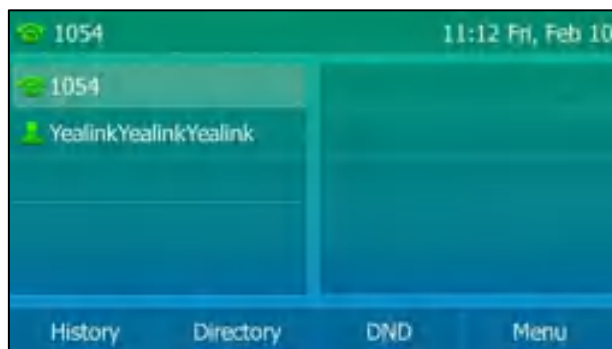 1054 11:12 Fri, Feb 10
1054
YealinkYealinkYealink
History Directory DND Menu